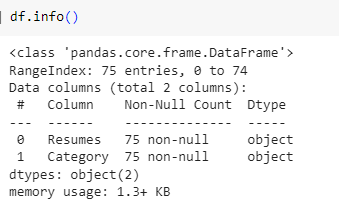 df.info()
<class 'pandas.core.frame.DataFrame'>
RangeIndex: 75 entries, 0 to 74
Data columns (total 2 columns):
 #   Column    Non-Null Count  Dtype
---  ------    --------------  -----
 0   Resumes   75 non-null     object
 1   Category  75 non-null     object
dtypes: object(2)
memory usage: 1.3+ KB